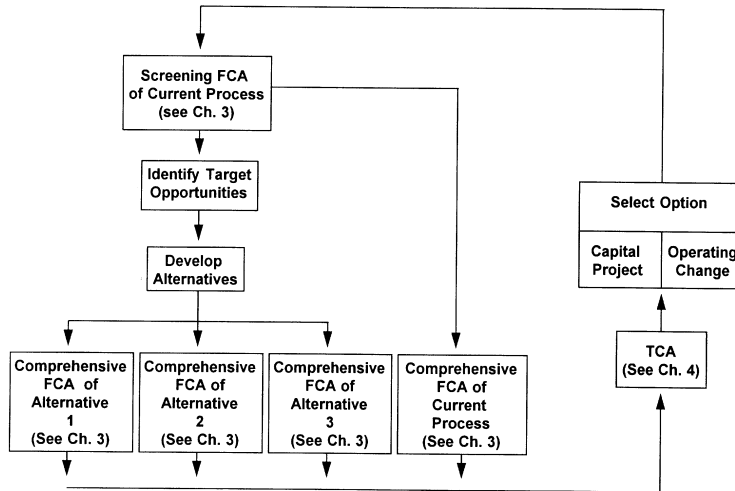 Screening FCA
of Current Process
(see Ch. 3)
Identify Target
Opportunities
Develop
Alternatives
Comprehensive
FCA of
Alternative
1
(See Ch. 3)
Comprehensive
FCA of
Alternative
2
(See Ch. 3)
Comprehensive
FCA of
Alternative
3
(See Ch. 3)
Comprehensive
FCA of
Current
Process
(See Ch. 3)
Select Option
Capital
Project
Operating
Change
TCA
(See Ch. 4)